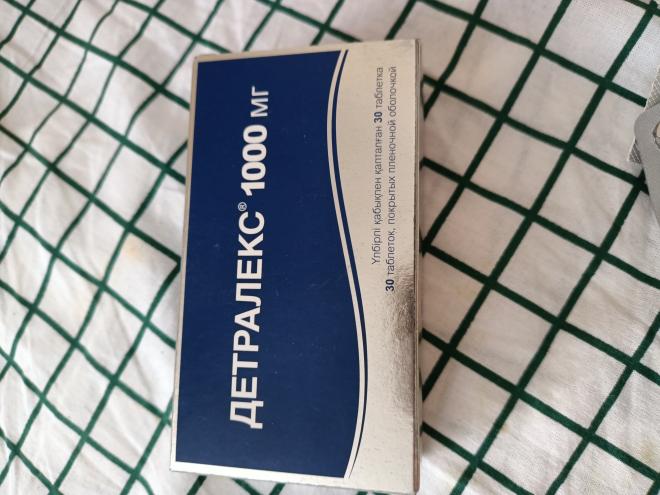 ДЕТРАЛЕКС® 1000 мг
Үлбірлі қабықпен қапталған 30 таблетка
30 таблеток, покрытых пленочной оболочкой